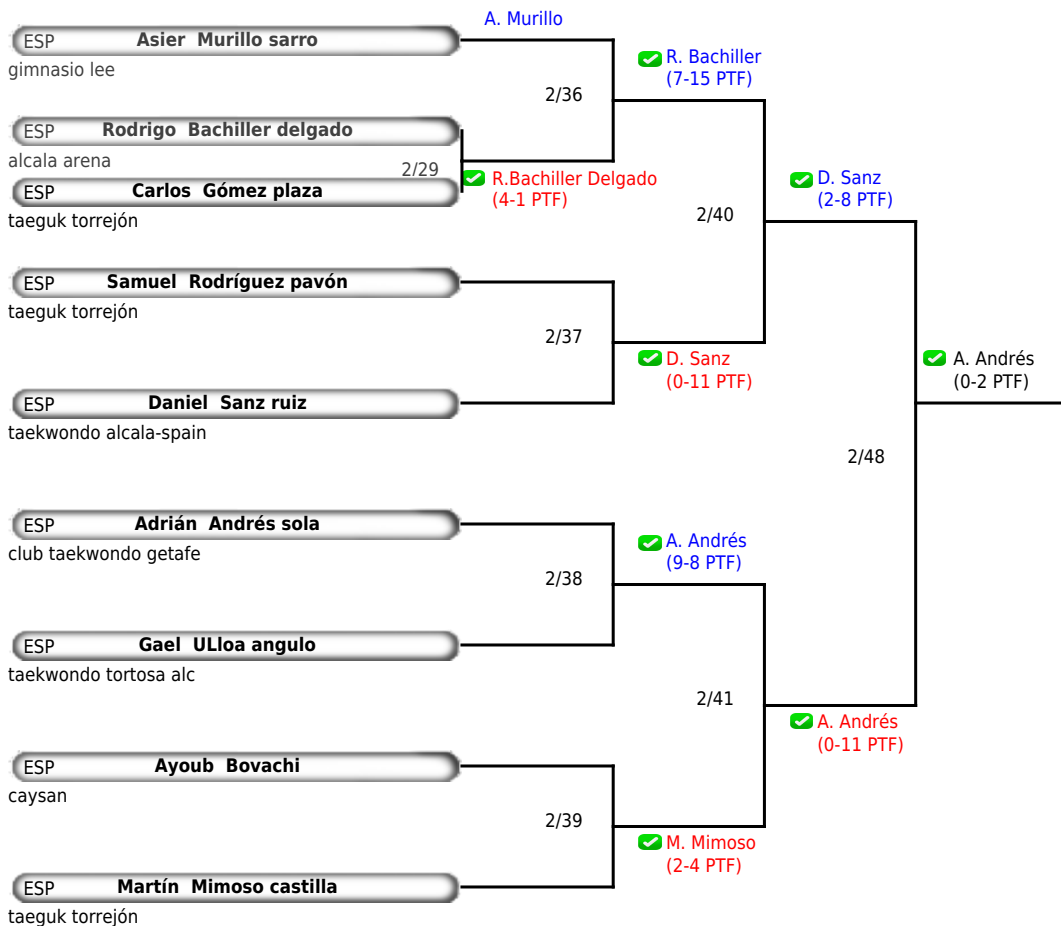 A. Murillo
ESP Asier Murillo sarro
gimnasio lee
R. Bachiller
(7-15 PTF)
2/36
ESP Rodrigo Bachiller delgado
alcala arena
2/29
R.Bachiller Delgado
(4-1 PTF)
ESP Carlos Gómez plaza
taeguk torrejón
D. Sanz
(2-8 PTF)
2/40
ESP Samuel Rodríguez pavón
taeguk torrejón
2/37
D. Sanz
(0-11 PTF)
A. Andrés
(0-2 PTF)
ESP Daniel Sanz ruiz
taekwondo alcala-spain
2/48
ESP Adrián Andrés sola
club taekwondo getafe
A. Andrés
(9-8 PTF)
2/38
ESP Gael ULloa angulo
taekwondo tortosa alc
2/41
A. Andrés
(0-11 PTF)
ESP Ayoub Bovachi
caysan
2/39
M. Mimoso
(2-4 PTF)
ESP Martín Mimoso castilla
taeguk torrejón